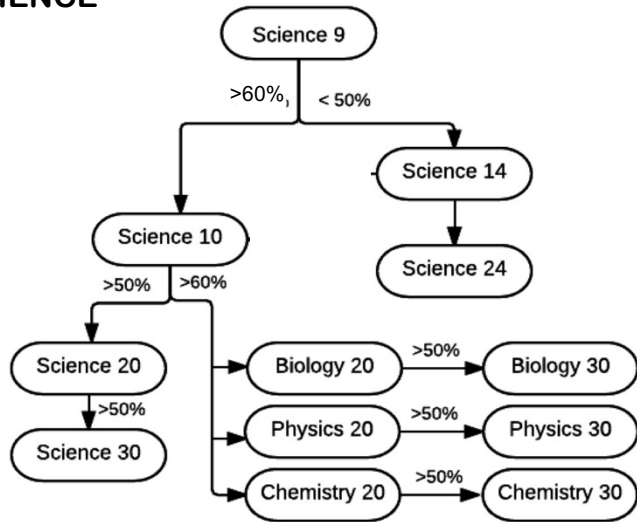 Science 9
>60%,
< 50%
Science 14
Science 10
Science 24
>50%
>60%
Science 20
Biology 20
>50%
Biology 30
>50%
Physics 20
>50%
Physics 30
Science 30
Chemistry 20
>50%
Chemistry 30